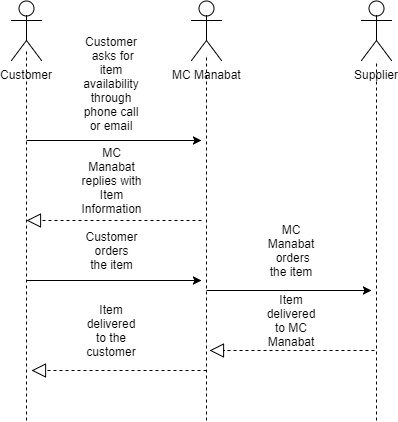 Customer
MC Manabat
Supplier
Customer
asks for
item
availability
through
phone call
or email
MC
Manabat
replies with
Item
Information
Customer
orders
the item
MC
Manabat
orders
the item
Item
delivered
to MC
Manabat
Item
delivered
to the
customer